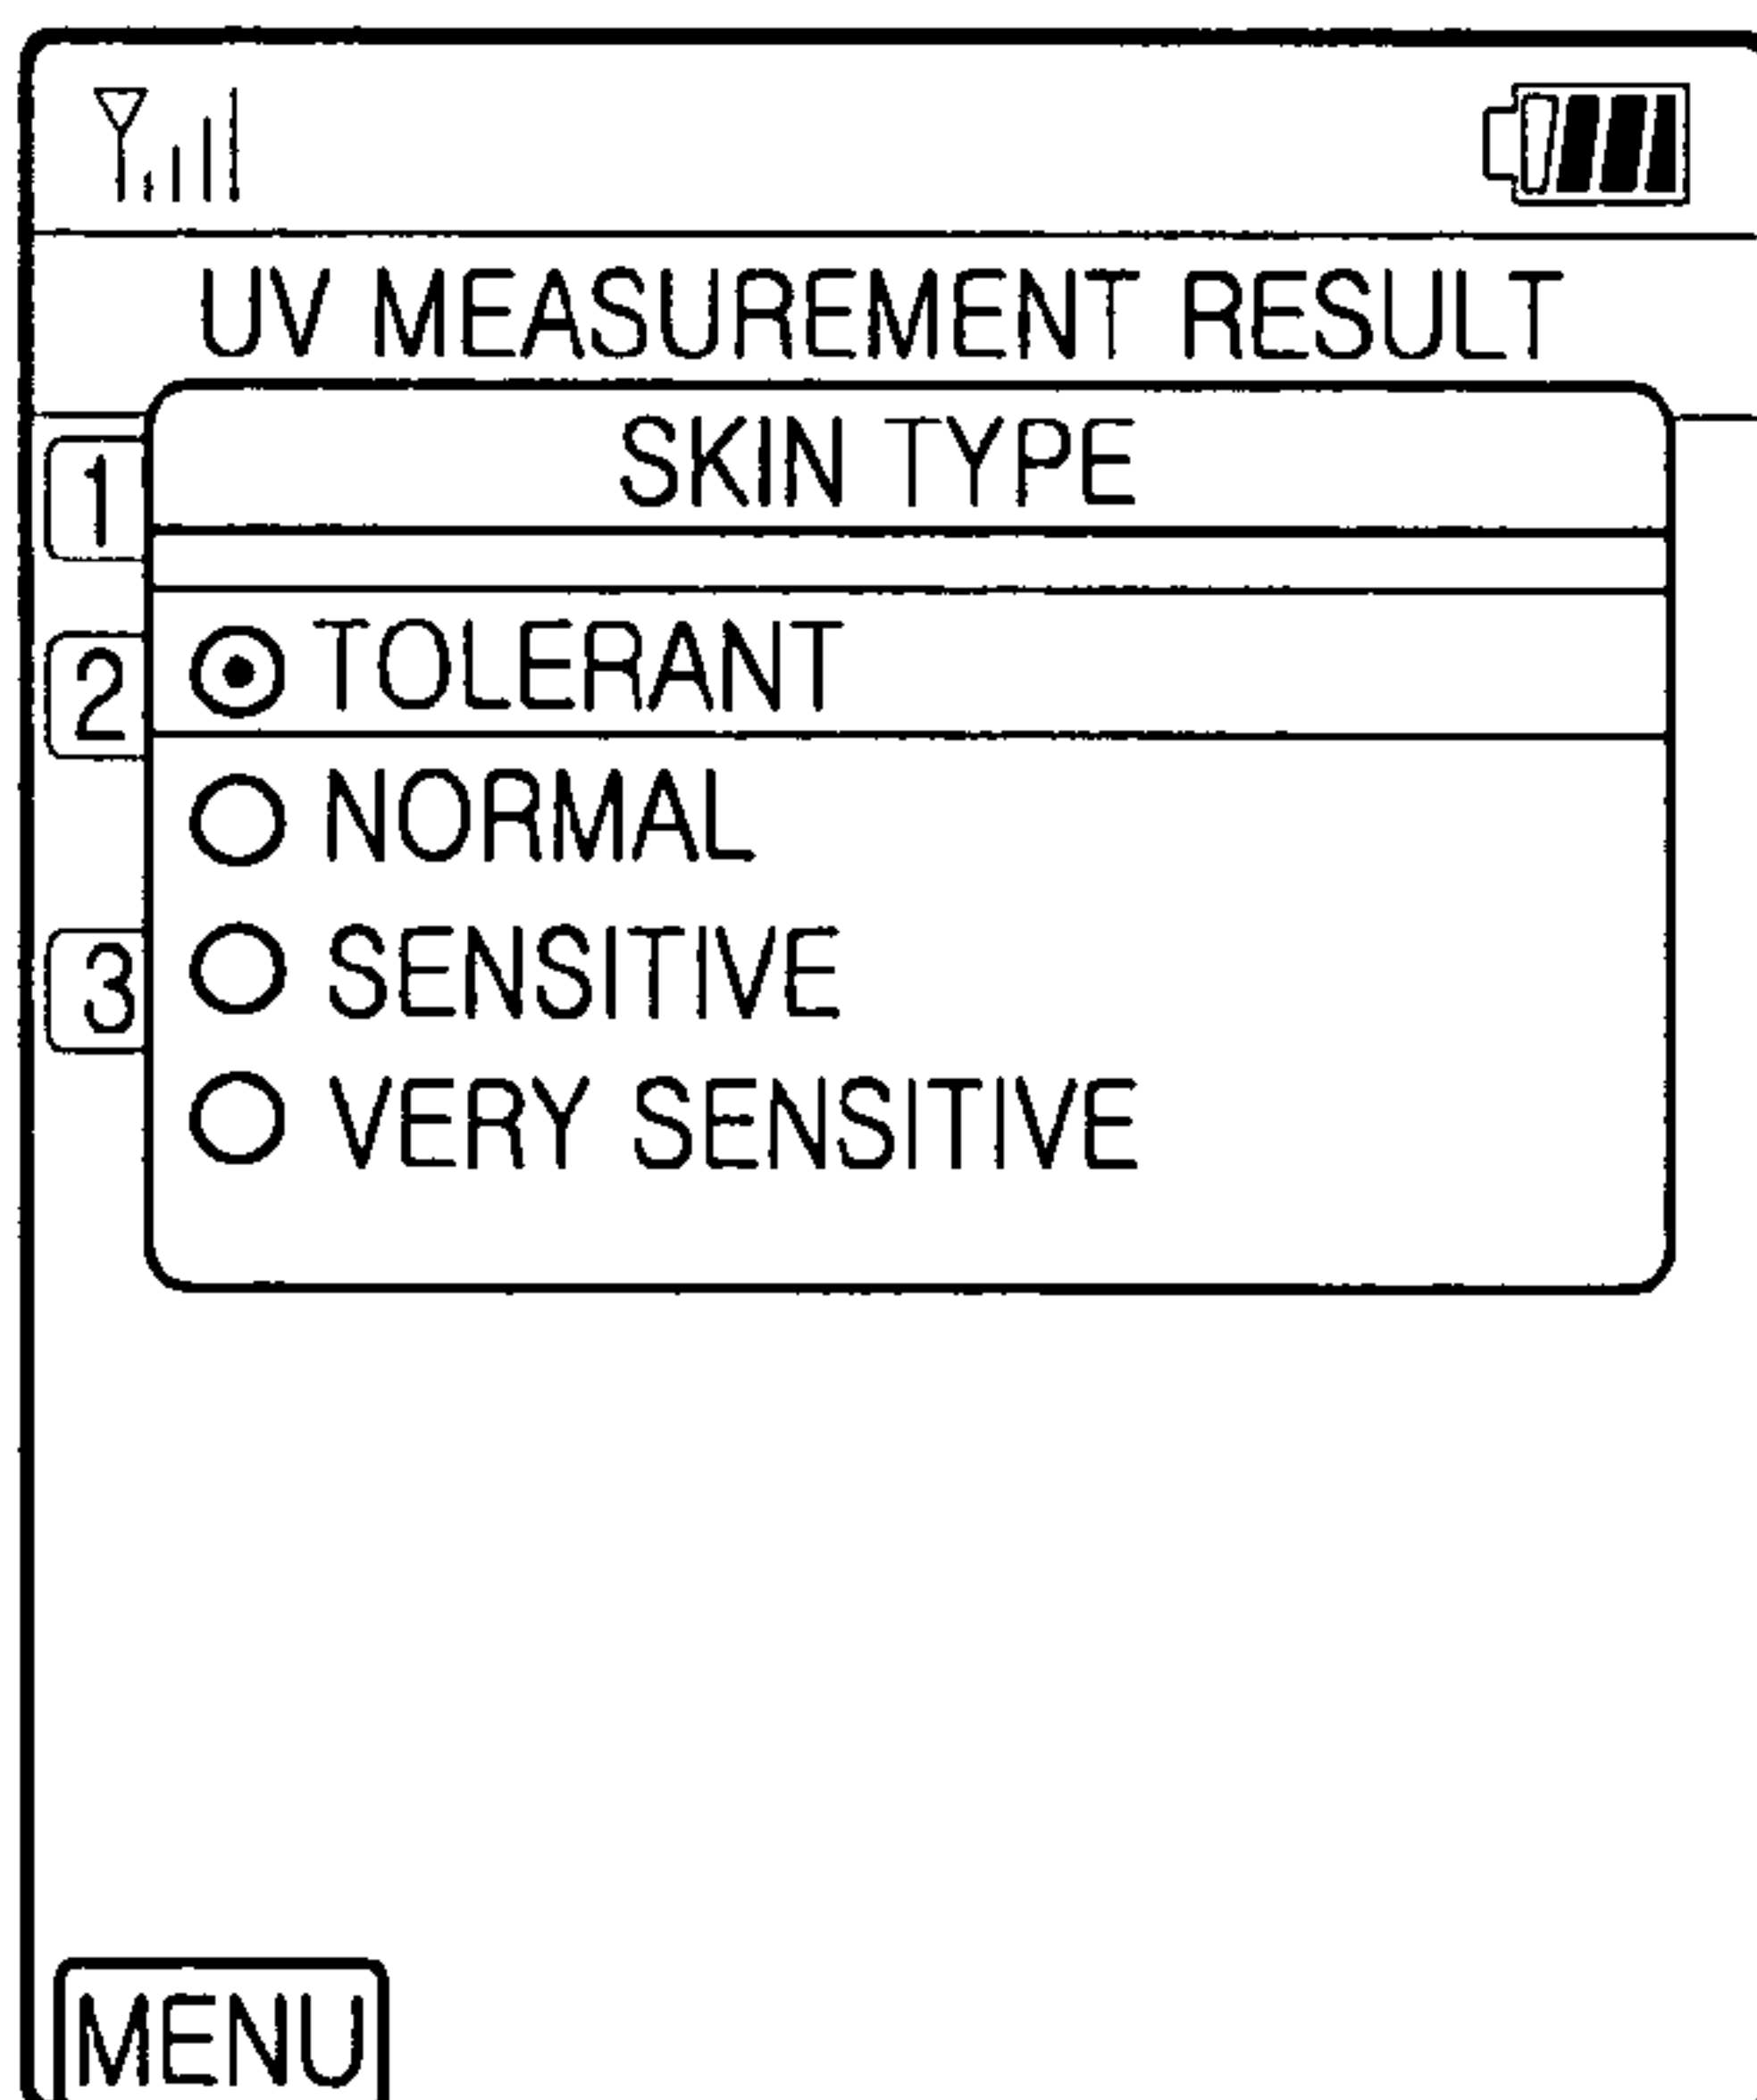 UV MEASUREMENT RESULT
SKIN TYPE
1
2
TOLERANT
NORMAL
3
SENSITIVE
VERY SENSITIVE
MENU